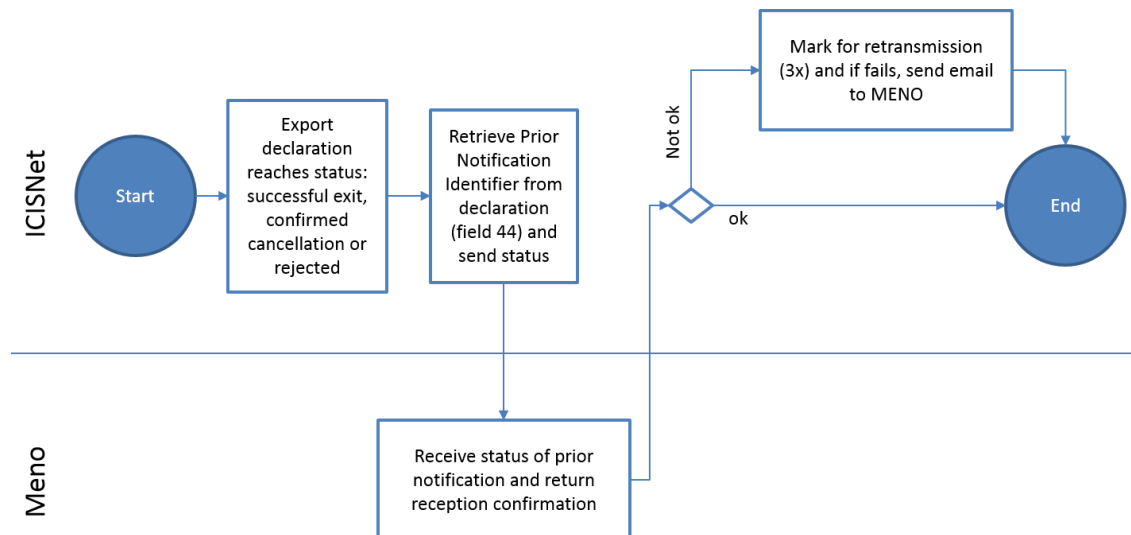 ICISNet
Start
Export
declaration
reaches status:
successful exit,
confirmed
cancellation or
rejected
Retrieve Prior
Notification
Identifier from
declaration
(field 44) and
send status
Not ok
ok
Mark for retransmission
(3x) and if fails, send email
to MENO
End
Meno
Receive status of prior
notification and return
reception confirmation